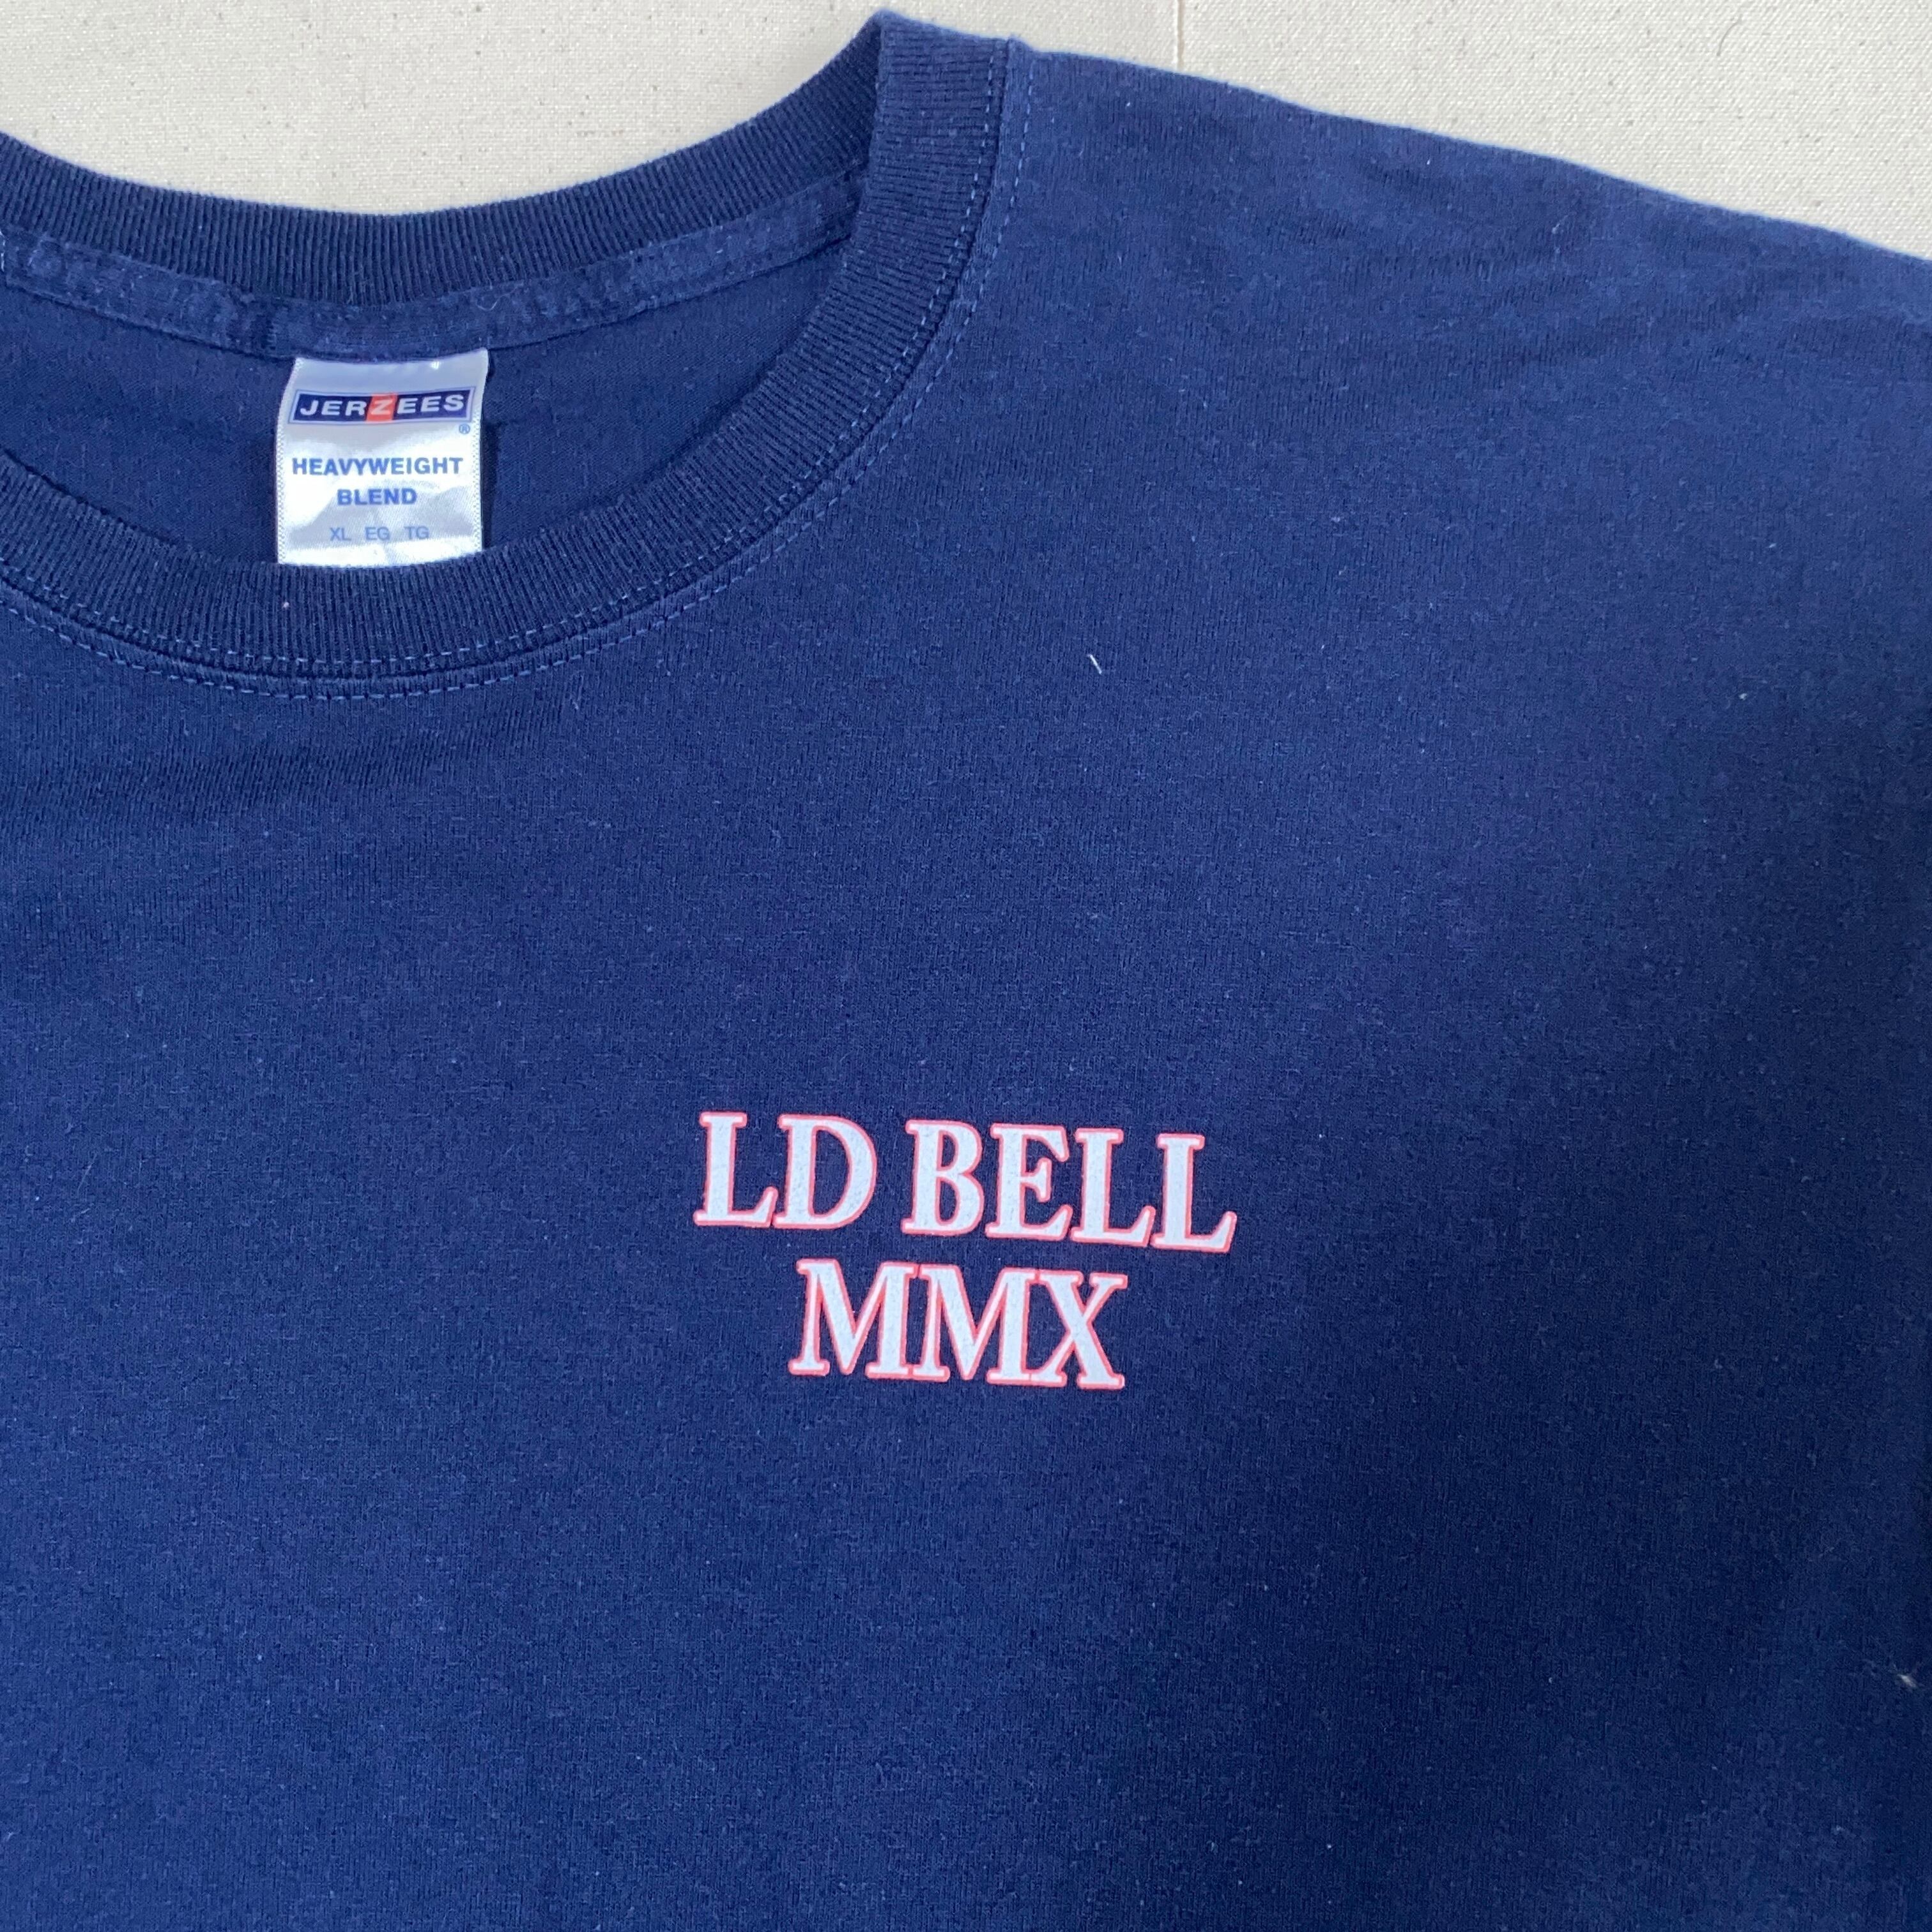 JERZEES®
HEAVYWEIGHT
BLEND
XL EG TG
LD BELL
MMX